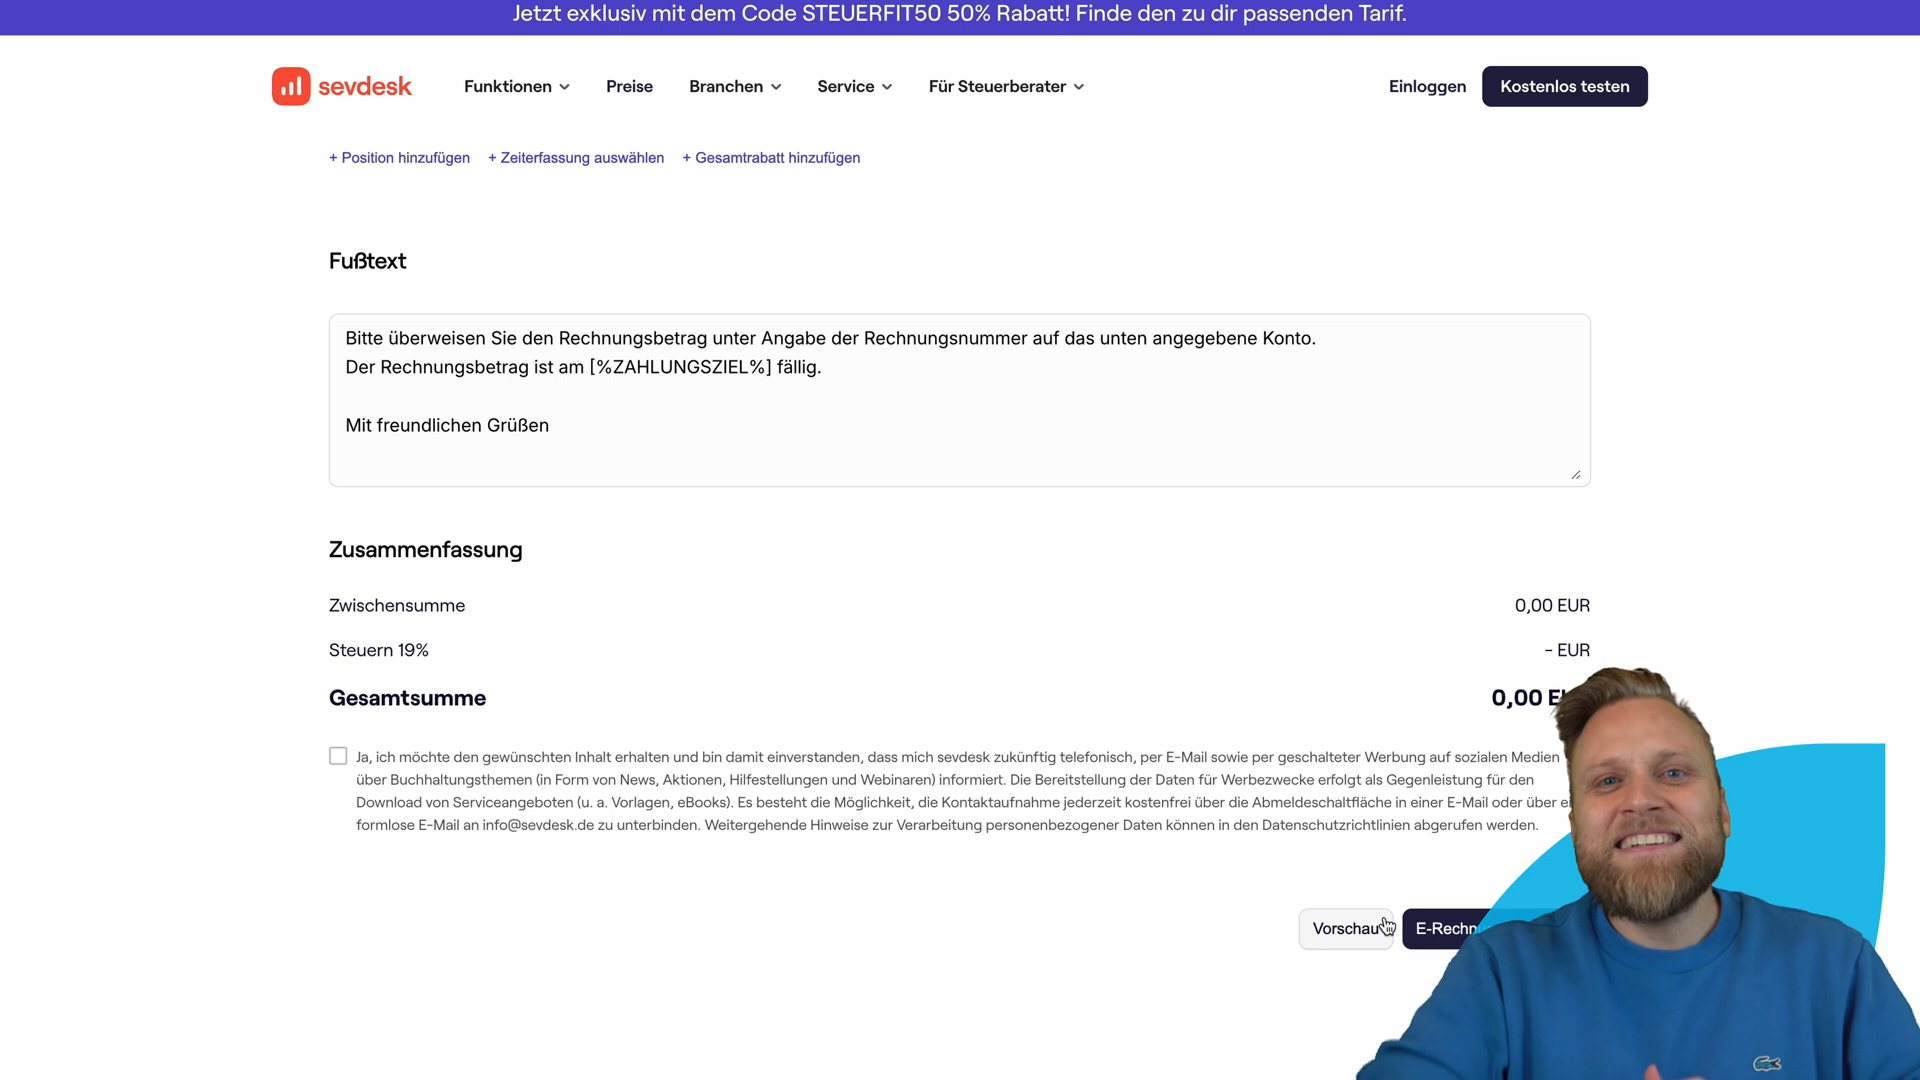 Jetzt exklusiv mit dem Code STEUERFIT50 50% Rabatt! Finde den zu dir passenden Tarif.
sevdesk
Funktionen
Preise
Branchen
Service
Für Steuerberater
Einloggen
Kostenlos testen
+ Position hinzufügen
+ Zeiterfassung auswählen
+ Gesamtrabatt hinzufügen
Fußtext
Bitte überweisen Sie den Rechnungsbetrag unter Angabe der Rechnungsnummer auf das unten angegebene Konto.
Der Rechnungsbetrag ist am [%ZAHLUNGSZIEL%] fällig.
Mit freundlichen Grüßen
Zusammenfassung
Zwischensumme 0,00 EUR
Steuern 19% - EUR
Gesamtsumme 0,00
Ja, ich möchte den gewünschten Inhalt erhalten und bin damit einverstanden, dass mich sevdesk zukünftig telefonisch, per E-Mail sowie per geschalteter Werbung auf sozialen Medien
über Buchhaltungsthemen (in Form von News, Aktionen, Hilfestellungen und Webinaren) informiert. Die Bereitstellung der Daten für Werbezwecke erfolgt als Gegenleistung für den
Download von Serviceangeboten (u. a. Vorlagen, eBooks). Es besteht die Möglichkeit, die Kontaktaufnahme jederzeit kostenfrei über die Abmeldeschaltfläche in einer E-Mail oder über
formlose E-Mail an info@sevdesk.de zu unterbinden. Weitergehende Hinweise zur Verarbeitung personenbezogener Daten können in den Datenschutzrichtlinien abgerufen werden.
Vorschau